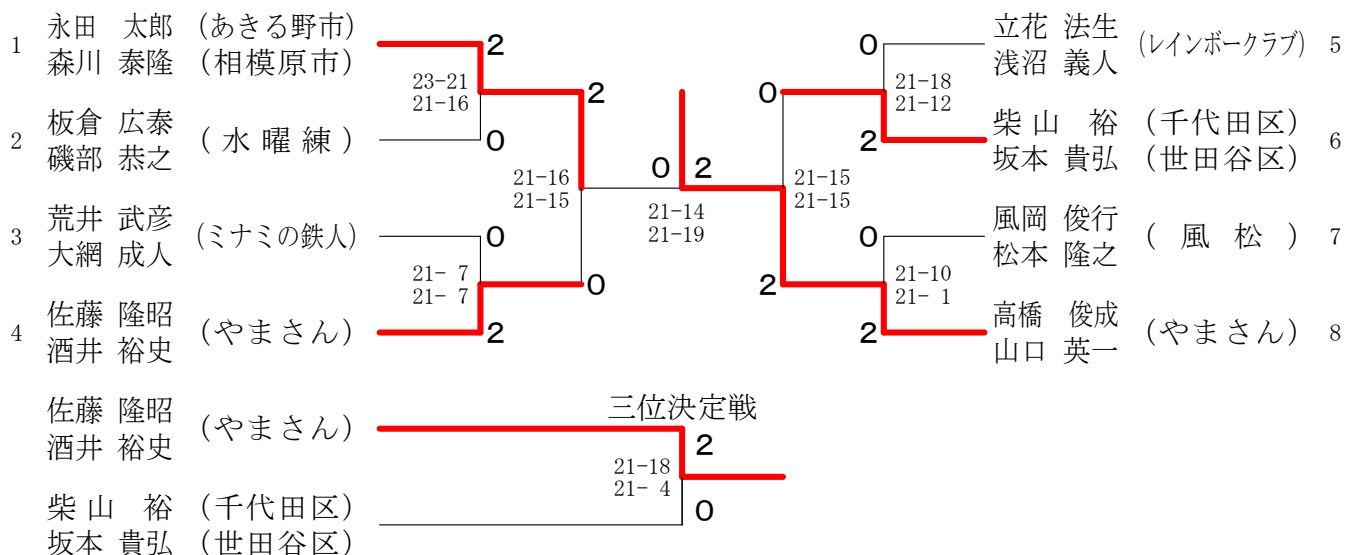 1 永田 太郎 (あきる野市)
森川 泰隆 (相模原市)
2
23-21
21-16
2 板倉 広泰
磯部 恭之 (水曜練)
0
2
21-16
21-15
3 荒井 武彦
大網 成人 (ミナミの鉄人)
0
21- 7
21- 7
0
4 佐藤 隆昭
酒井 裕史 (やまさん)
2
0 2
21-14
21-19
立花 法生
浅沼 義人 (レインボークラブ) 5
0
21-18
21-12
0
柴山 裕 (千代田区)
坂本 貴弘 (世田谷区) 6
2
21-15
21-15
風岡 俊行
松本 隆之 (風松) 7
0
21-10
21- 1
2
高橋 俊成
山口 英一 (やまさん) 8
2
三位決定戦
佐藤 隆昭
酒井 裕史 (やまさん)
2
21-18
21- 4
柴山 裕 (千代田区)
坂本 貴弘 (世田谷区)
0